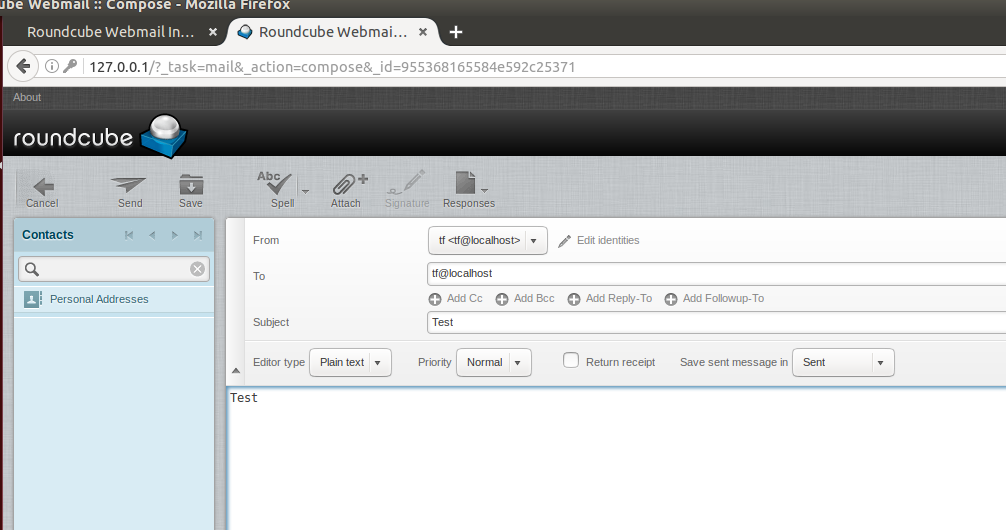 ube Webmail :: Compose - Mozilla Firefox
Roundcube Webmail In... × Roundcube Webmai... × +
127.0.0.1/?_task=mail&_action=compose&_id=955368165584e592c25371
About
roundcube
Abc
Cancel Send Save Spell Attach Signature Responses
Contacts
From tf <tf@localhost> Edit identities
To tf@localhost
Personal Addresses
Add Cc Add Bcc Add Reply-To Add Followup-To
Subject Test
Editor type Plain text Priority Normal Return receipt Save sent message in Sent
Test